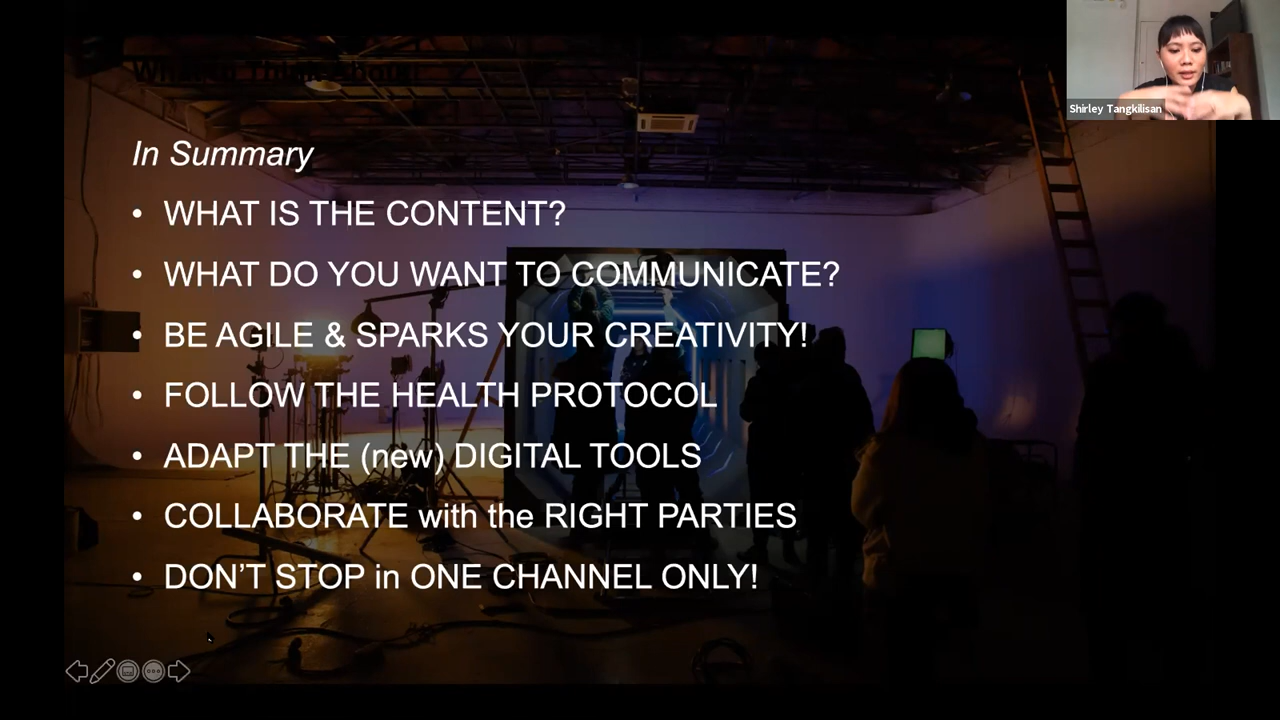 Shirley Tangkilisan
In Summary
• WHAT IS THE CONTENT?
• WHAT DO YOU WANT TO COMMUNICATE?
• BE AGILE & SPARKS YOUR CREATIVITY!
• FOLLOW THE HEALTH PROTOCOL
• ADAPT THE (new) DIGITAL TOOLS
• COLLABORATE with the RIGHT PARTIES
• DON’T STOP in ONE CHANNEL ONLY!